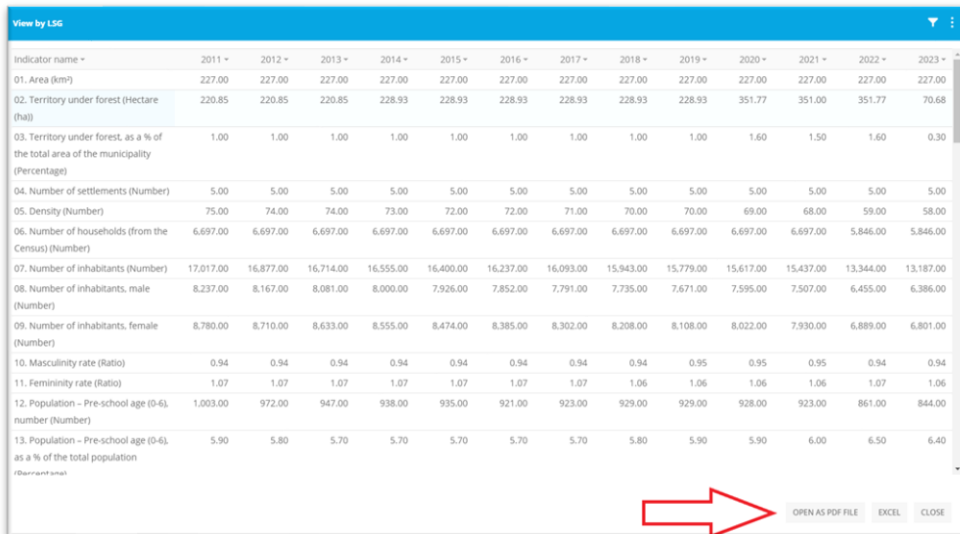 View by LSG
Indicator name 2011 2012 2013 2014 2015 2016 2017 2018 2019 2020 2021 2022 2023
01. Area (km²) 227.00 227.00 227.00 227.00 227.00 227.00 227.00 227.00 227.00 227.00 227.00 227.00 227.00
02. Territory under forest (Hectare 220.85 220.85 220.85 228.93 228.93 228.93 228.93 228.93 228.93 351.77 351.00 351.77 70.68
(ha))
03. Territory under forest, as a % of 1.00 1.00 1.00 1.00 1.00 1.00 1.00 1.00 1.00 1.60 1.50 1.60 0.30
the total area of the municipality
(Percentage)
04. Number of settlements (Number) 5.00 5.00 5.00 5.00 5.00 5.00 5.00 5.00 5.00 5.00 5.00 5.00 5.00
05. Density (Number) 75.00 74.00 74.00 73.00 72.00 72.00 71.00 70.00 70.00 69.00 68.00 59.00 58.00
06. Number of households (from the 6,697.00 6,697.00 6,697.00 6,697.00 6,697.00 6,697.00 6,697.00 6,697.00 6,697.00 6,697.00 6,697.00 5,846.00 5,846.00
Census) (Number)
07. Number of inhabitants (Number) 17,017.00 16,877.00 16,714.00 16,555.00 16,400.00 16,237.00 16,093.00 15,943.00 15,779.00 15,617.00 15,437.00 13,344.00 13,187.00
08. Number of inhabitants, male 8,237.00 8,167.00 8,081.00 8,000.00 7,926.00 7,852.00 7,791.00 7,735.00 7,671.00 7,595.00 7,507.00 6,455.00 6,386.00
(Number)
09. Number of inhabitants, female 8,780.00 8,710.00 8,633.00 8,555.00 8,474.00 8,385.00 8,302.00 8,208.00 8,108.00 8,022.00 7,930.00 6,889.00 6,801.00
(Number)
10. Masculinity rate (Ratio) 0.94 0.94 0.94 0.94 0.94 0.94 0.94 0.94 0.95 0.95 0.95 0.94 0.94
11. Femininity rate (Ratio) 1.07 1.07 1.07 1.07 1.07 1.07 1.07 1.06 1.06 1.06 1.06 1.07 1.06
12. Population – Pre-school age (0-6), 1,003.00 972.00 947.00 938.00 935.00 921.00 923.00 929.00 929.00 928.00 923.00 861.00 844.00
number (Number)
13. Population – Pre-school age (0-6), 5.90 5.80 5.70 5.70 5.70 5.70 5.70 5.80 5.90 5.90 6.00 6.50 6.40
as a % of the total population
(Percentage)
OPEN AS PDF FILE EXCEL CLOSE